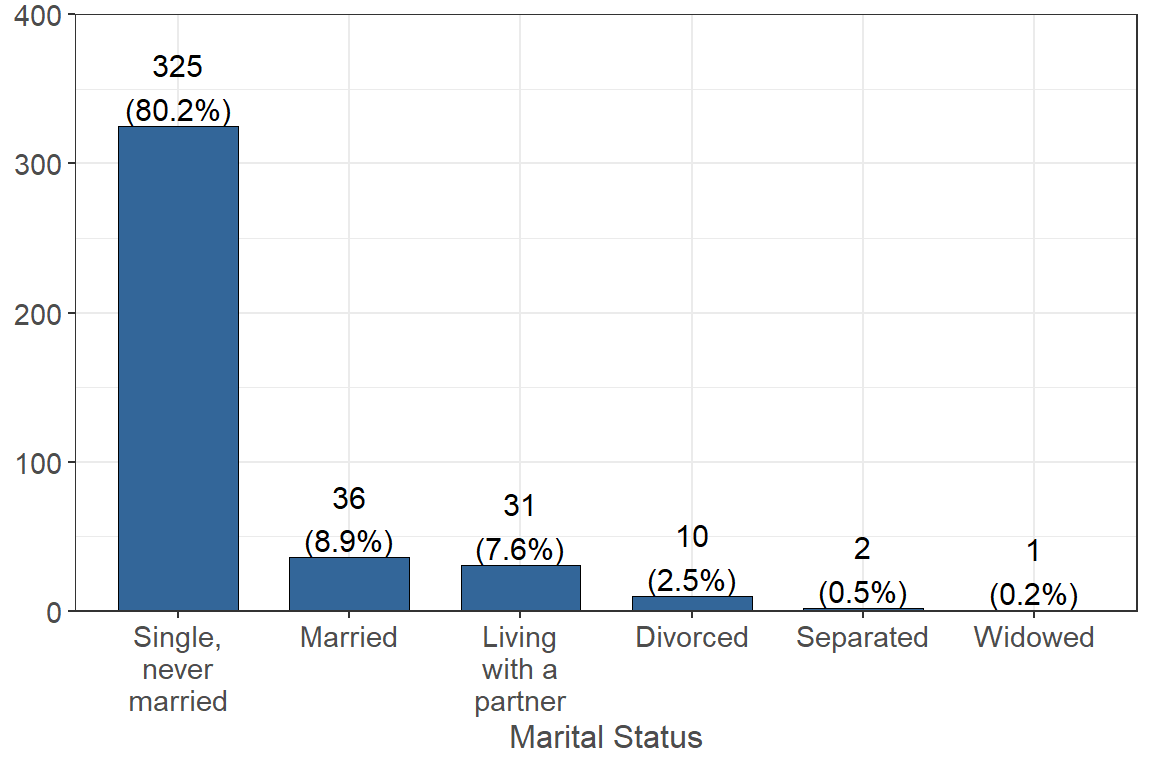 400
300
200
100
0
325
(80.2%)
36
(8.9%)
31
(7.6%)
10
(2.5%)
2
(0.5%)
1
(0.2%)
Single,
never
married
Married
Living
with a
partner
Divorced
Separated
Widowed
Marital Status